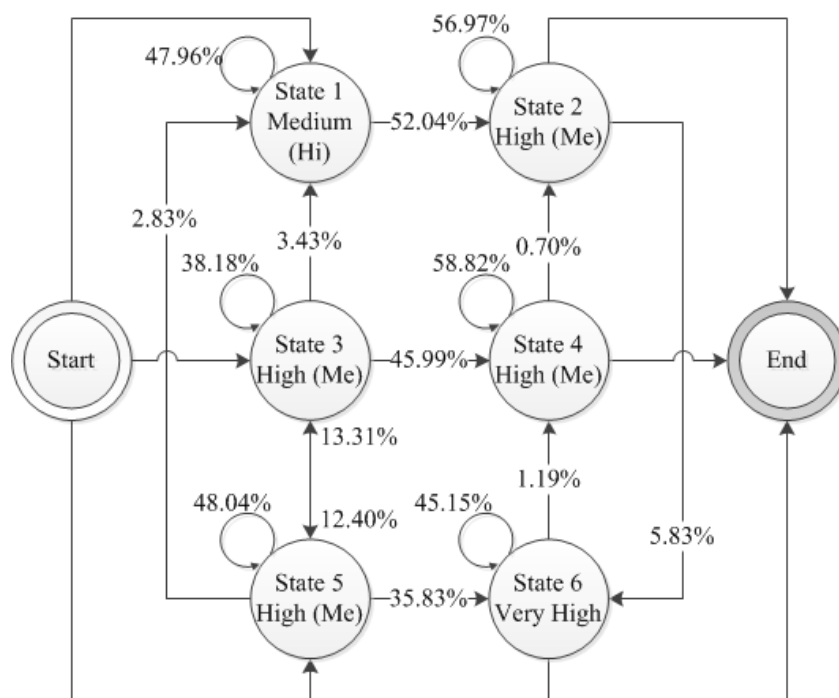 47.96%
56.97%
State 1
Medium
(Hi)
52.04%
State 2
High (Me)
2.83%
3.43%
0.70%
38.18%
58.82%
Start
State 3
High (Me)
45.99%
State 4
High (Me)
End
13.31%
1.19%
48.04%
12.40%
45.15%
5.83%
State 5
High (Me)
35.83%
State 6
Very High